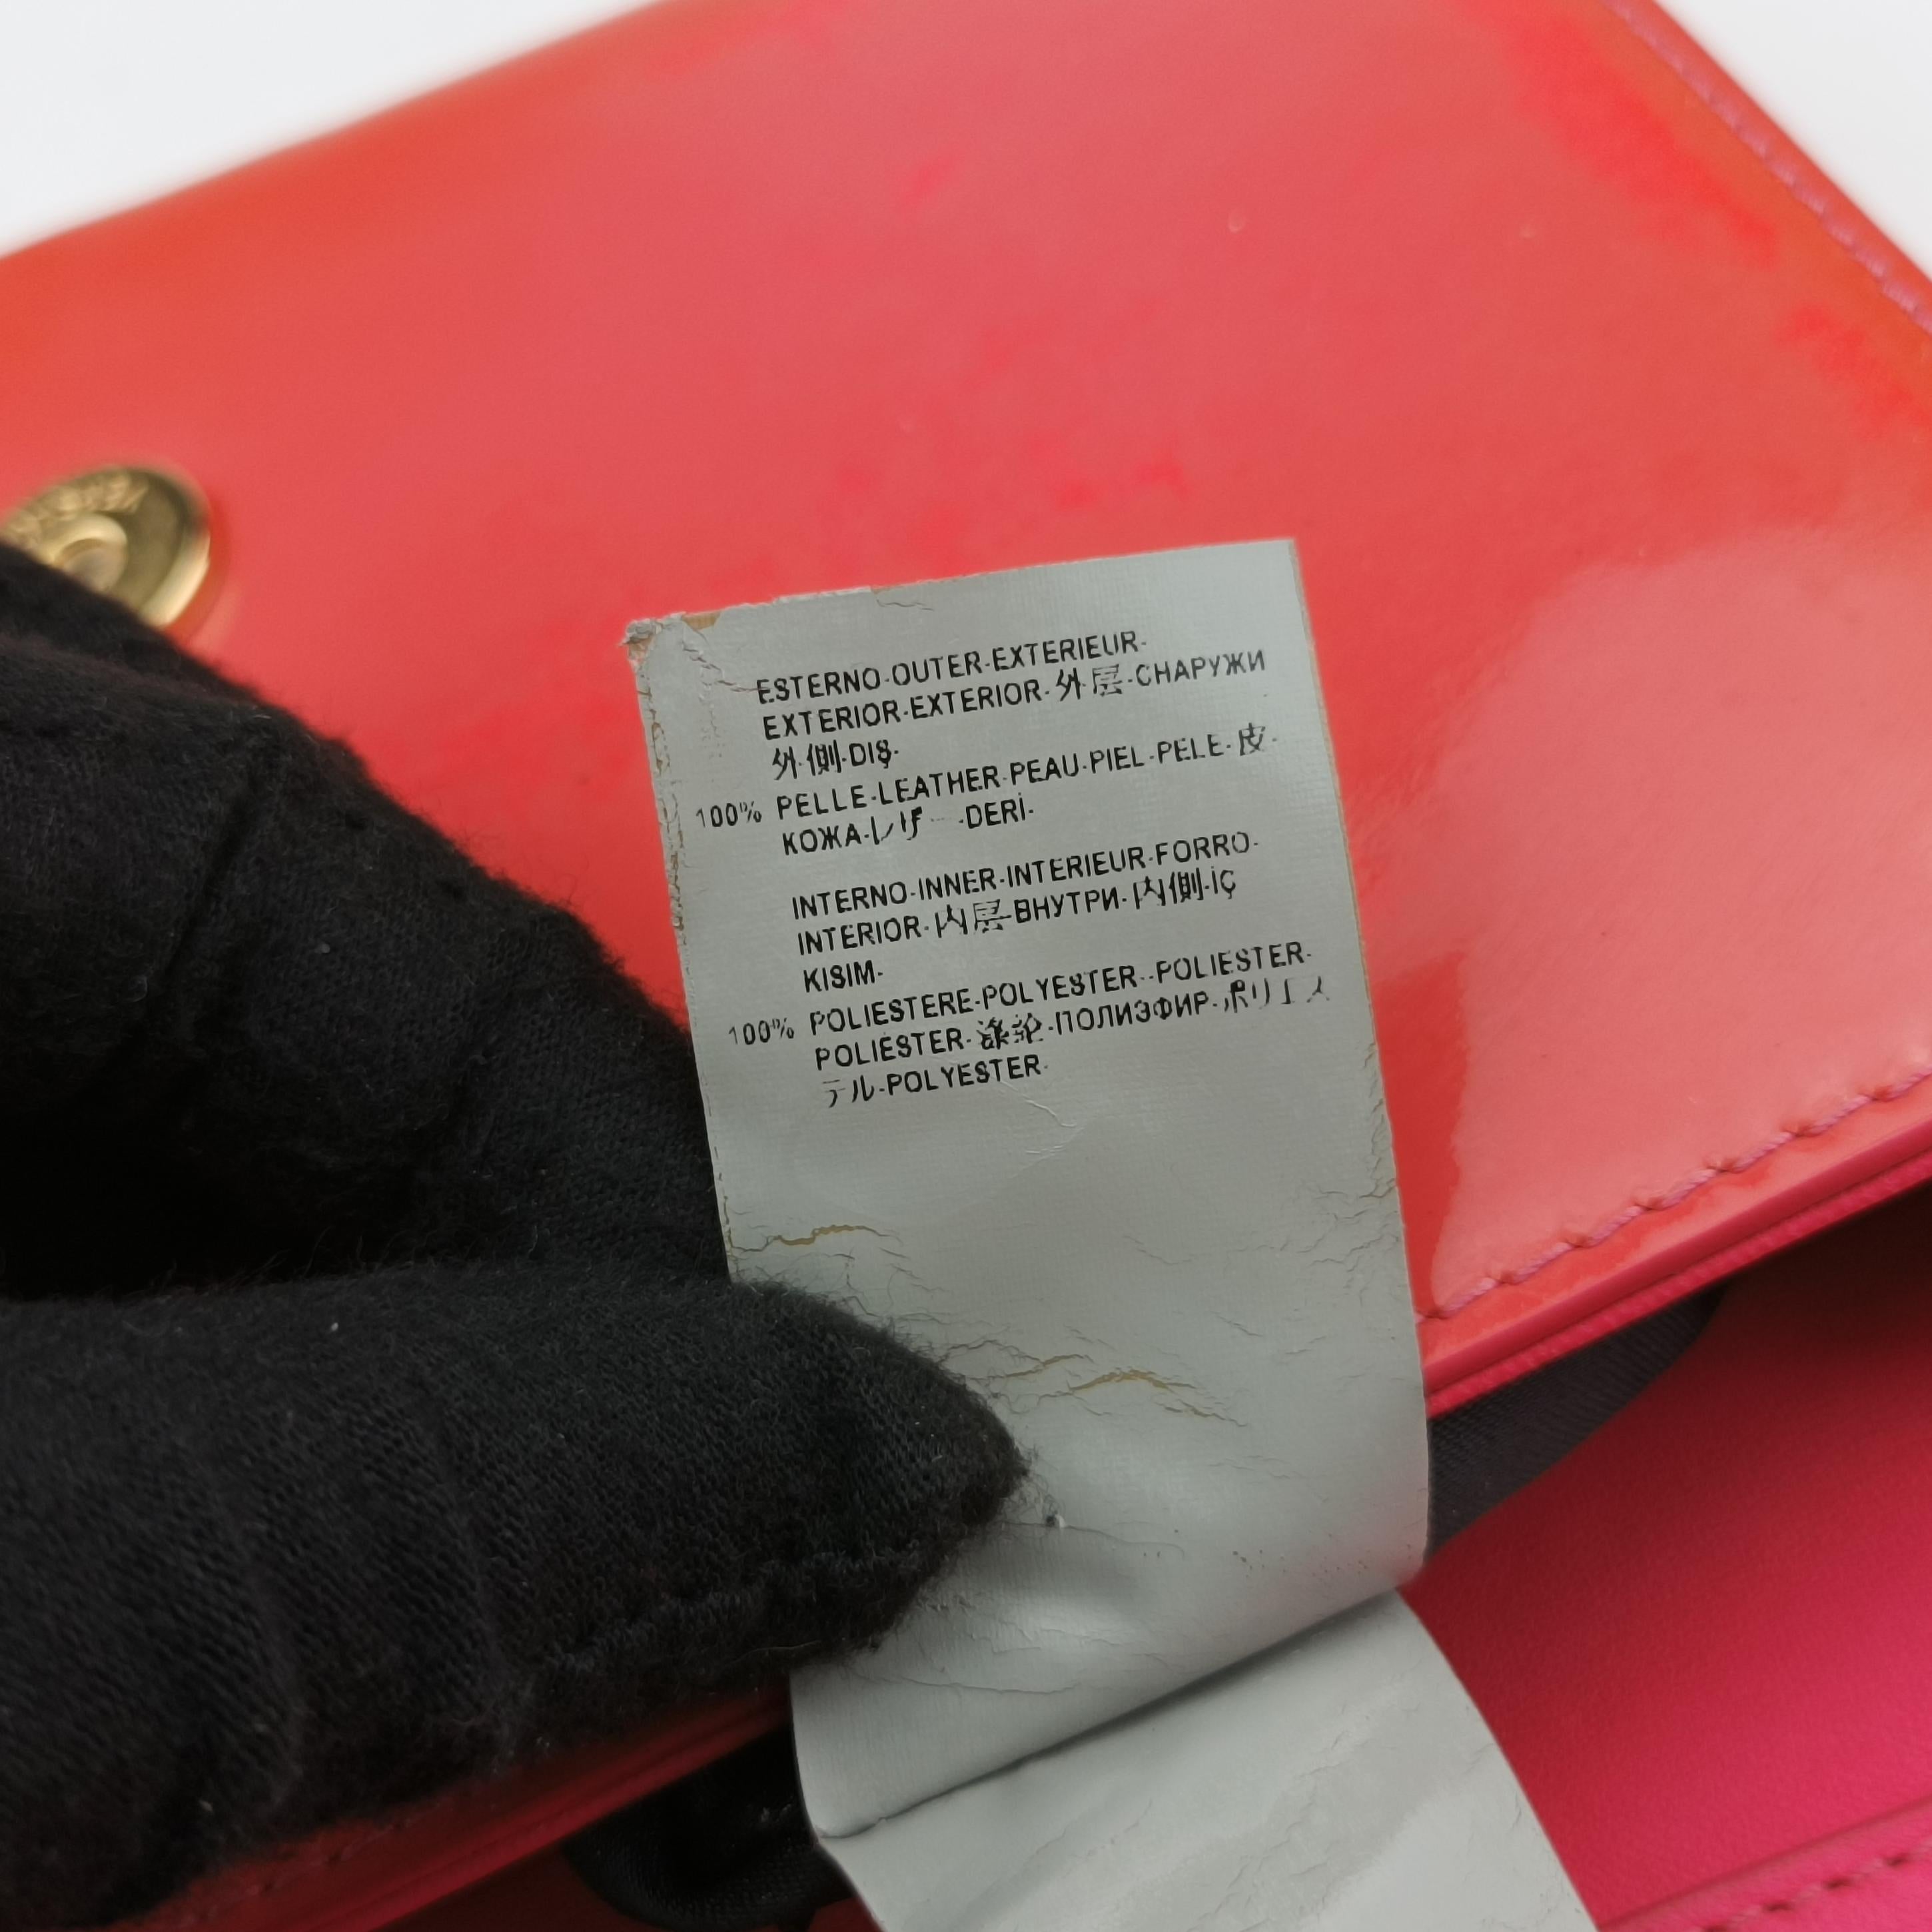 ESTERNO-OUTER-EXTERIEUR-
EXTERIOR-EXTERIOR-外层-СНАРУЖИ
外側-DIŞ-
100% PELLE-LEATHER-PEAU-PIEL-PELE-皮-
КОЖА-レザー-DERİ-
INTERNO-INNER-INTERIEUR-FORRO-
INTERIOR-内层-ВНУТРИ-内側-İÇ
KISIM-
100% POLIESTERE-POLYESTER--POLIESTER-
POLIESTER-涤纶-ПОЛИЭФИР-ポリエス
テル-POLYESTER-